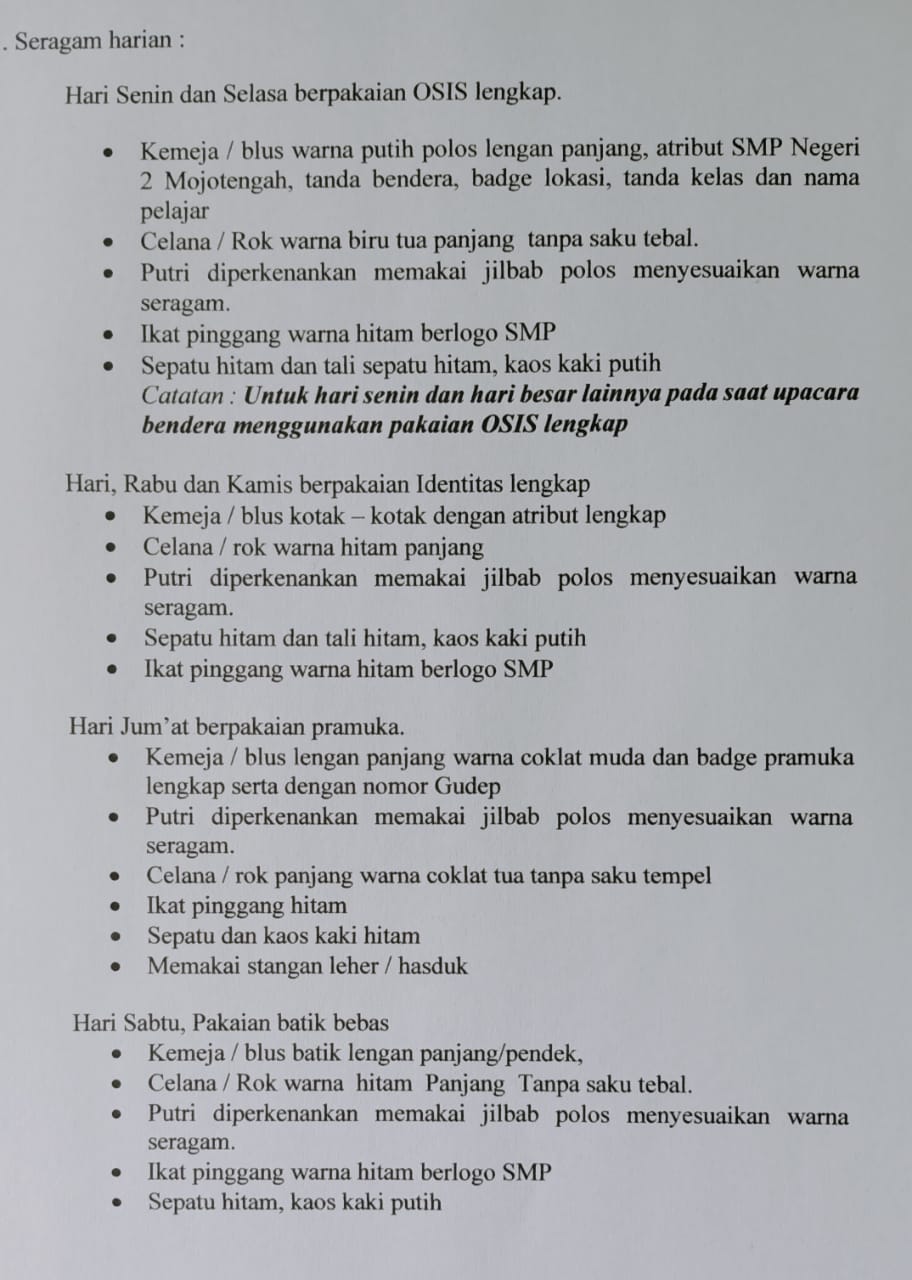 . Seragam harian :
Hari Senin dan Selasa berpakaian OSIS lengkap.
• Kemeja / blus warna putih polos lengan panjang, atribut SMP Negeri
2 Mojotengah, tanda bendera, badge lokasi, tanda kelas dan nama
pelajar
• Celana / Rok warna biru tua panjang tanpa saku tebal.
• Putri diperkenankan memakai jilbab polos menyesuaikan warna
seragam.
• Ikat pinggang warna hitam berlogo SMP
• Sepatu hitam dan tali sepatu hitam, kaos kaki putih
Catatan : Untuk hari senin dan hari besar lainnya pada saat upacara
bendera menggunakan pakaian OSIS lengkap
Hari, Rabu dan Kamis berpakaian Identitas lengkap
• Kemeja / blus kotak – kotak dengan atribut lengkap
• Celana / rok warna hitam panjang
• Putri diperkenankan memakai jilbab polos menyesuaikan warna
seragam.
• Sepatu hitam dan tali hitam, kaos kaki putih
• Ikat pinggang warna hitam berlogo SMP
Hari Jum’at berpakaian pramuka.
• Kemeja / blus lengan panjang warna coklat muda dan badge pramuka
lengkap serta dengan nomor Gudep
• Putri diperkenankan memakai jilbab polos menyesuaikan warna
seragam.
• Celana / rok panjang warna coklat tua tanpa saku tempel
• Ikat pinggang hitam
• Sepatu dan kaos kaki hitam
• Memakai stangan leher / hasduk
Hari Sabtu, Pakaian batik bebas
• Kemeja / blus batik lengan panjang/pendek,
• Celana / Rok warna hitam Panjang Tanpa saku tebal.
• Putri diperkenankan memakai jilbab polos menyesuaikan warna
seragam.
• Ikat pinggang warna hitam berlogo SMP
• Sepatu hitam, kaos kaki putih